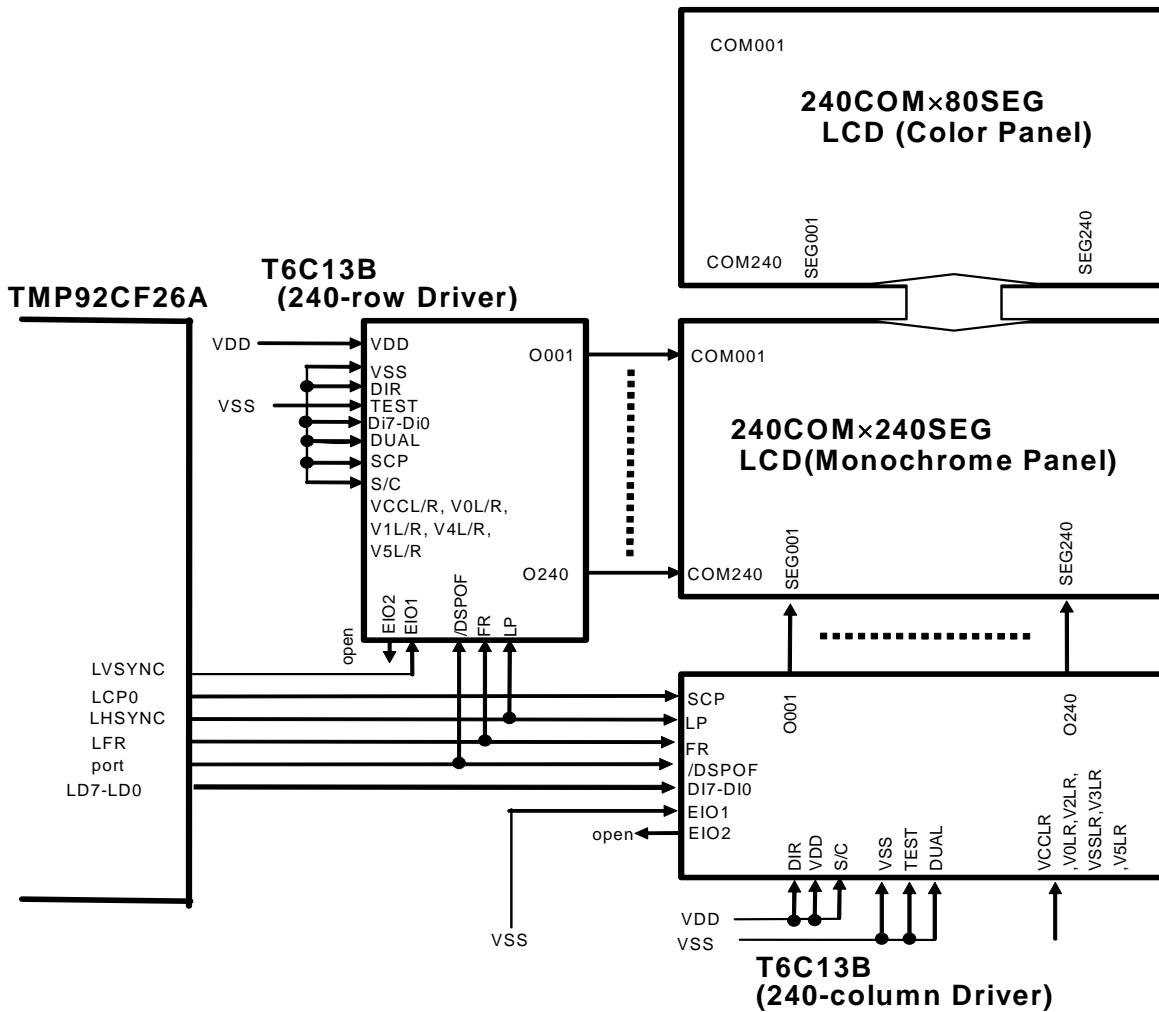 COM001
240COM×80SEG
LCD (Color Panel)
COM240
SEG001
SEG240
T6C13B
(240-row Driver)
TMP92CF26A
VDD
VDD
VSS
DIR
VSS
TEST
Di7-Di0
DUAL
SCP
S/C
VCCL/R, V0L/R,
V1L/R, V4L/R,
V5L/R
O001
O240
open
EIO2
EIO1
/DSPOF
FR
LP
COM001
240COM×240SEG
LCD(Monochrome Panel)
COM240
SEG001
SEG240
LVSYNC
LCP0
LHSYNC
LFR
port
LD7-LD0
SCP
LP
FR
/DSPOF
DI7-DI0
EIO1
EIO2
open
O001
O240
DIR
VDD
S/C
VSS
TEST
DUAL
VCCLR
,V0LR,V2LR,
VSSLR,V3LR
,V5LR
VDD
VSS
VSS
T6C13B
(240-column Driver)